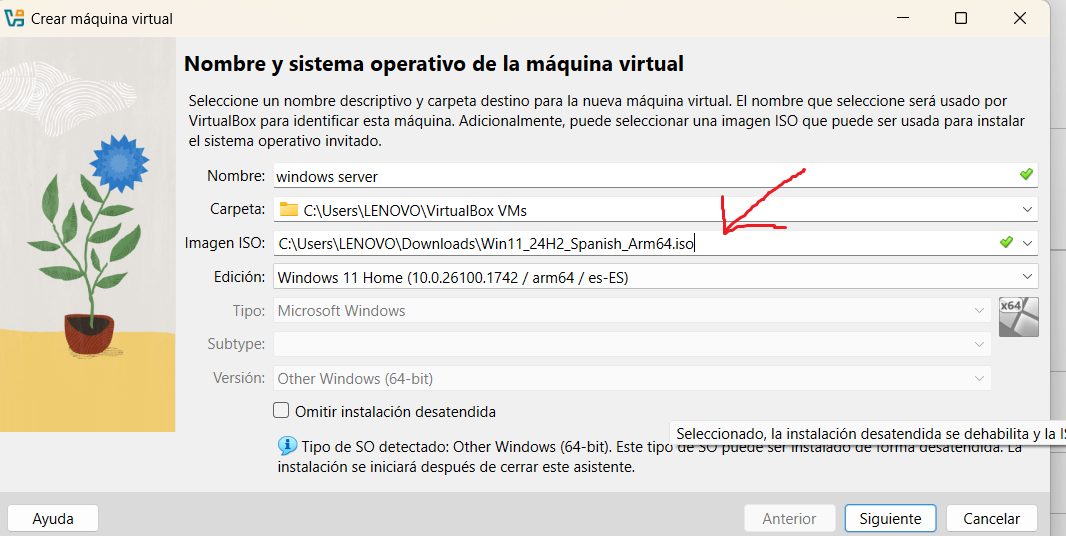 Crear máquina virtual
Nombre y sistema operativo de la máquina virtual
Seleccione un nombre descriptivo y carpeta destino para la nueva máquina virtual. El nombre que seleccione será usado por
VirtualBox para identificar esta máquina. Adicionalmente, puede seleccionar una imagen ISO que puede ser usada para instalar
el sistema operativo invitado.
Nombre: windows server
Carpeta: C:\Users\LENOVO\VirtualBox VMs
Imagen ISO: C:\Users\LENOVO\Downloads\Win11_24H2_Spanish_Arm64.iso
Edición: Windows 11 Home (10.0.26100.1742 / arm64 / es-ES)
Tipo: Microsoft Windows
x64
Subtype:
Versión: Other Windows (64-bit)
Omitir instalación desatendida
Seleccionado, la instalación desatendida se dehabilita y la IS
Tipo de SO detectado: Other Windows (64-bit). Este tipo de SO puede ser instalado de forma desatendida. La
instalación se iniciará después de cerrar este asistente.
Ayuda Anterior Siguiente Cancelar